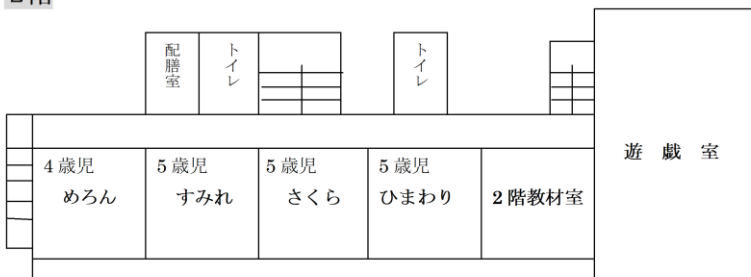 配膳室
トイレ
トイレ
遊戯室
4歳児
めろん
5歳児
すみれ
5歳児
さくら
5歳児
ひまわり
2階教材室